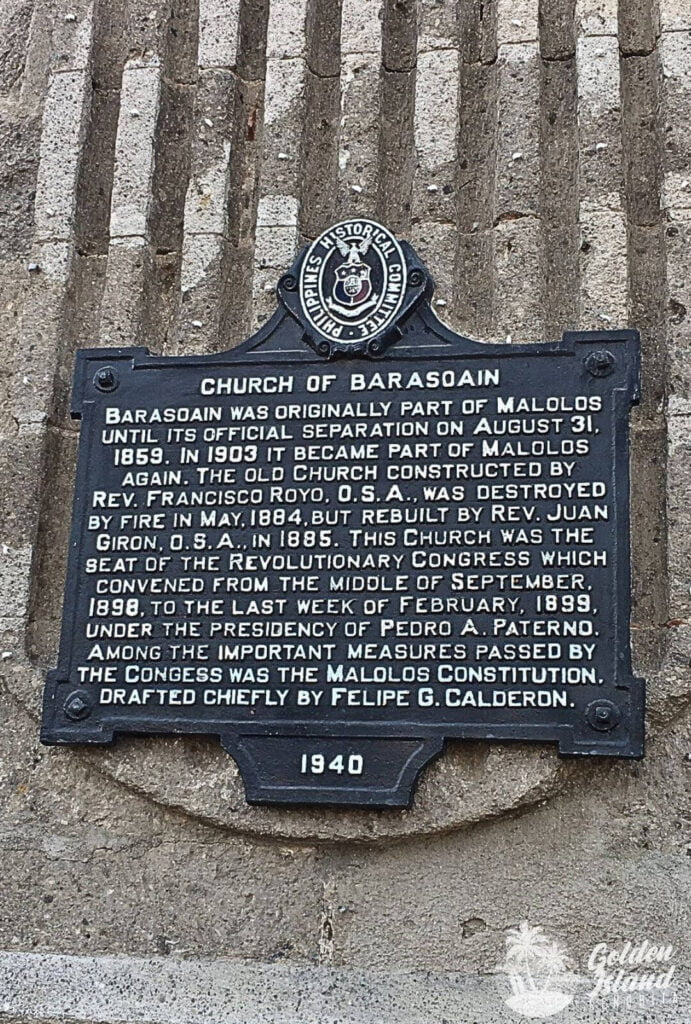 PHILIPPINES HISTORICAL COMMITTEE
CHURCH OF BARASOAIN
BARASOAIN WAS ORIGINALLY PART OF MALOLOS
UNTIL ITS OFFICIAL SEPARATION ON AUGUST 31,
1859. IN 1903 IT BECAME PART OF MALOLOS
AGAIN. THE OLD CHURCH CONSTRUCTED BY
REV. FRANCISCO ROYO, O.S.A., WAS DESTROYED
BY FIRE IN MAY, 1884, BUT REBUILT BY REV. JUAN
GIRON, O.S.A., IN 1885. THIS CHURCH WAS THE
SEAT OF THE REVOLUTIONARY CONGRESS WHICH
CONVENED FROM THE MIDDLE OF SEPTEMBER,
1898, TO THE LAST WEEK OF FEBRUARY, 1899,
UNDER THE PRESIDENCY OF PEDRO A. PATERNO.
AMONG THE IMPORTANT MEASURES PASSED BY
THE CONGESS WAS THE MALOLOS CONSTITUTION.
DRAFTED CHIEFLY BY FELIPE G. CALDERON.
1940
Golden
Island
SENORITA